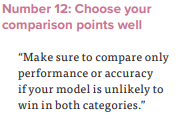 Number 12: Choose your
comparison points well
“Make sure to compare only
performance or accuracy
if your model is unlikely to
win in both categories.”